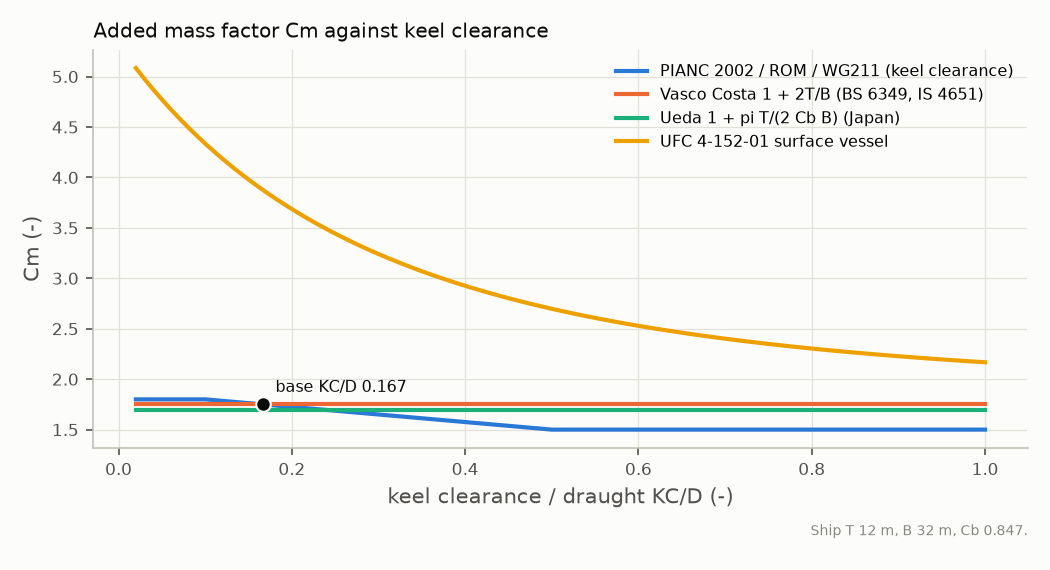 Added mass factor Cm against keel clearance
PIANC 2002 / ROM / WG211 (keel clearance)
Vasco Costa 1 + 2T/B (BS 6349, IS 4651)
Ueda 1 + pi T/(2 Cb B) (Japan)
UFC 4-152-01 surface vessel
Cm (-)
5.0
4.5
4.0
3.5
3.0
2.5
2.0
1.5
base KC/D 0.167
0.0 0.2 0.4 0.6 0.8 1.0
keel clearance / draught KC/D (-)
Ship T 12 m, B 32 m, Cb 0.847.